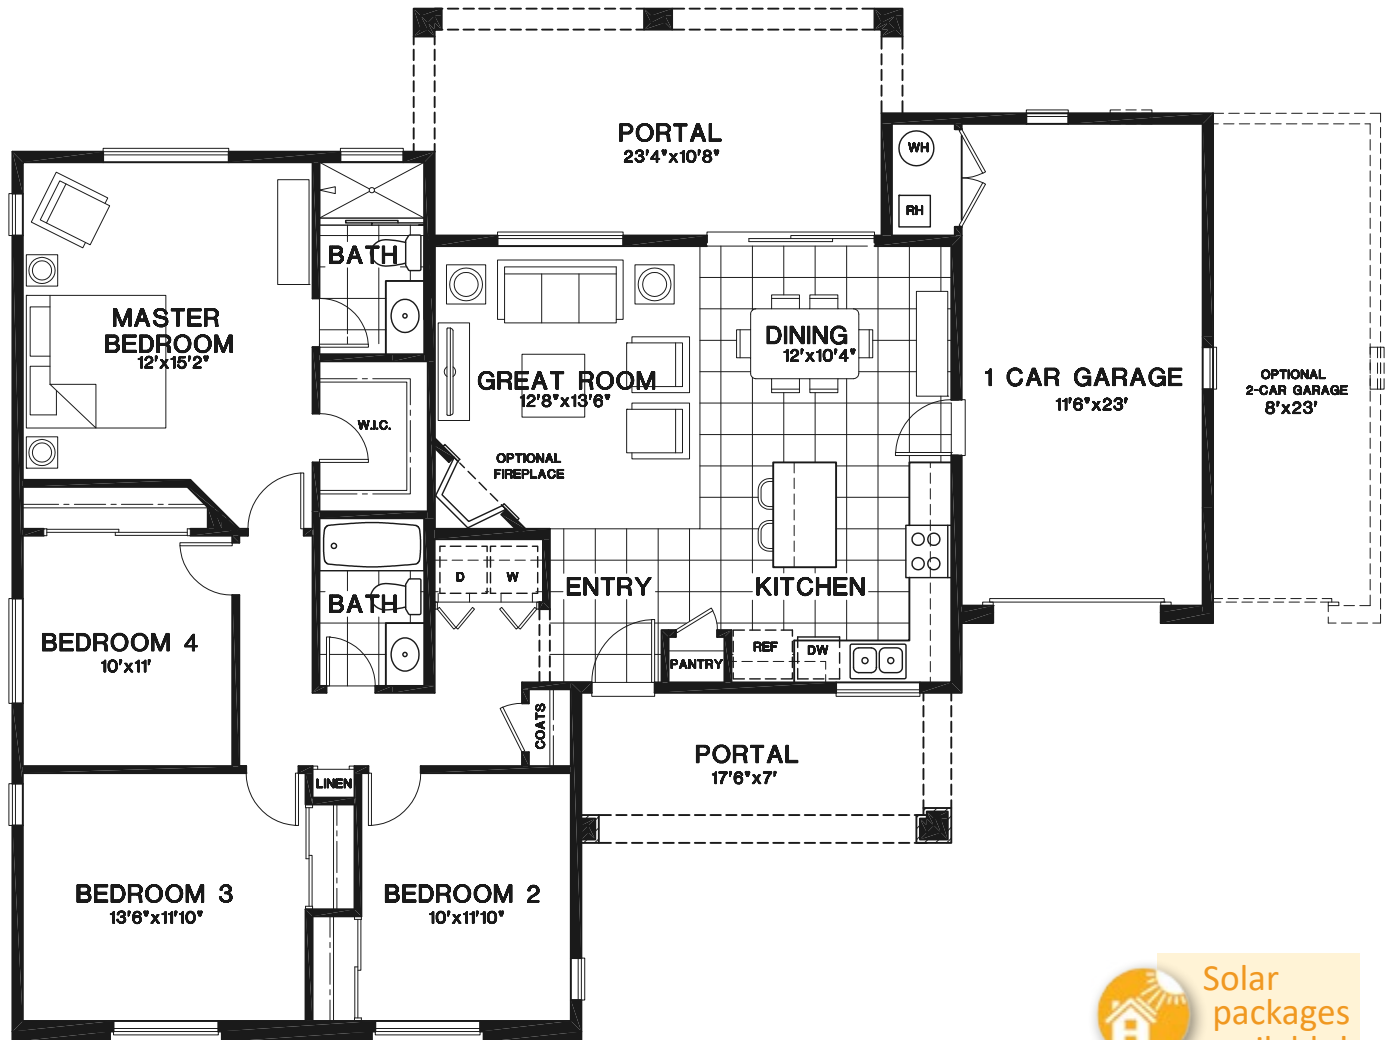 PORTAL
23'4"x10'8"
WH
RH
BATH
MASTER
BEDROOM
12'x15'2"
DINING
12'x10'4"
GREAT ROOM
12'8"x13'6"
1 CAR GARAGE
11'6"x23'
OPTIONAL
2-CAR GARAGE
8'x23'
W.I.C.
OPTIONAL
FIREPLACE
D
W
ENTRY
KITCHEN
BATH
BEDROOM 4
10'x11'
REF
DW
PANTRY
COATS
PORTAL
17'6"x7'
LINEN
BEDROOM 3
13'6"x11'10"
BEDROOM 2
10'x11'10"
Solar
packages